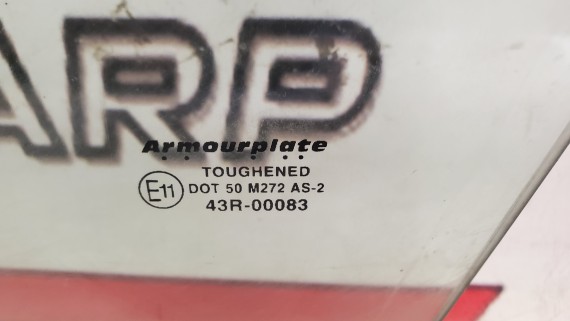 ARP
Armourplate
TOUGHENED
E11
DOT 50 M272 AS-2
43R-00083